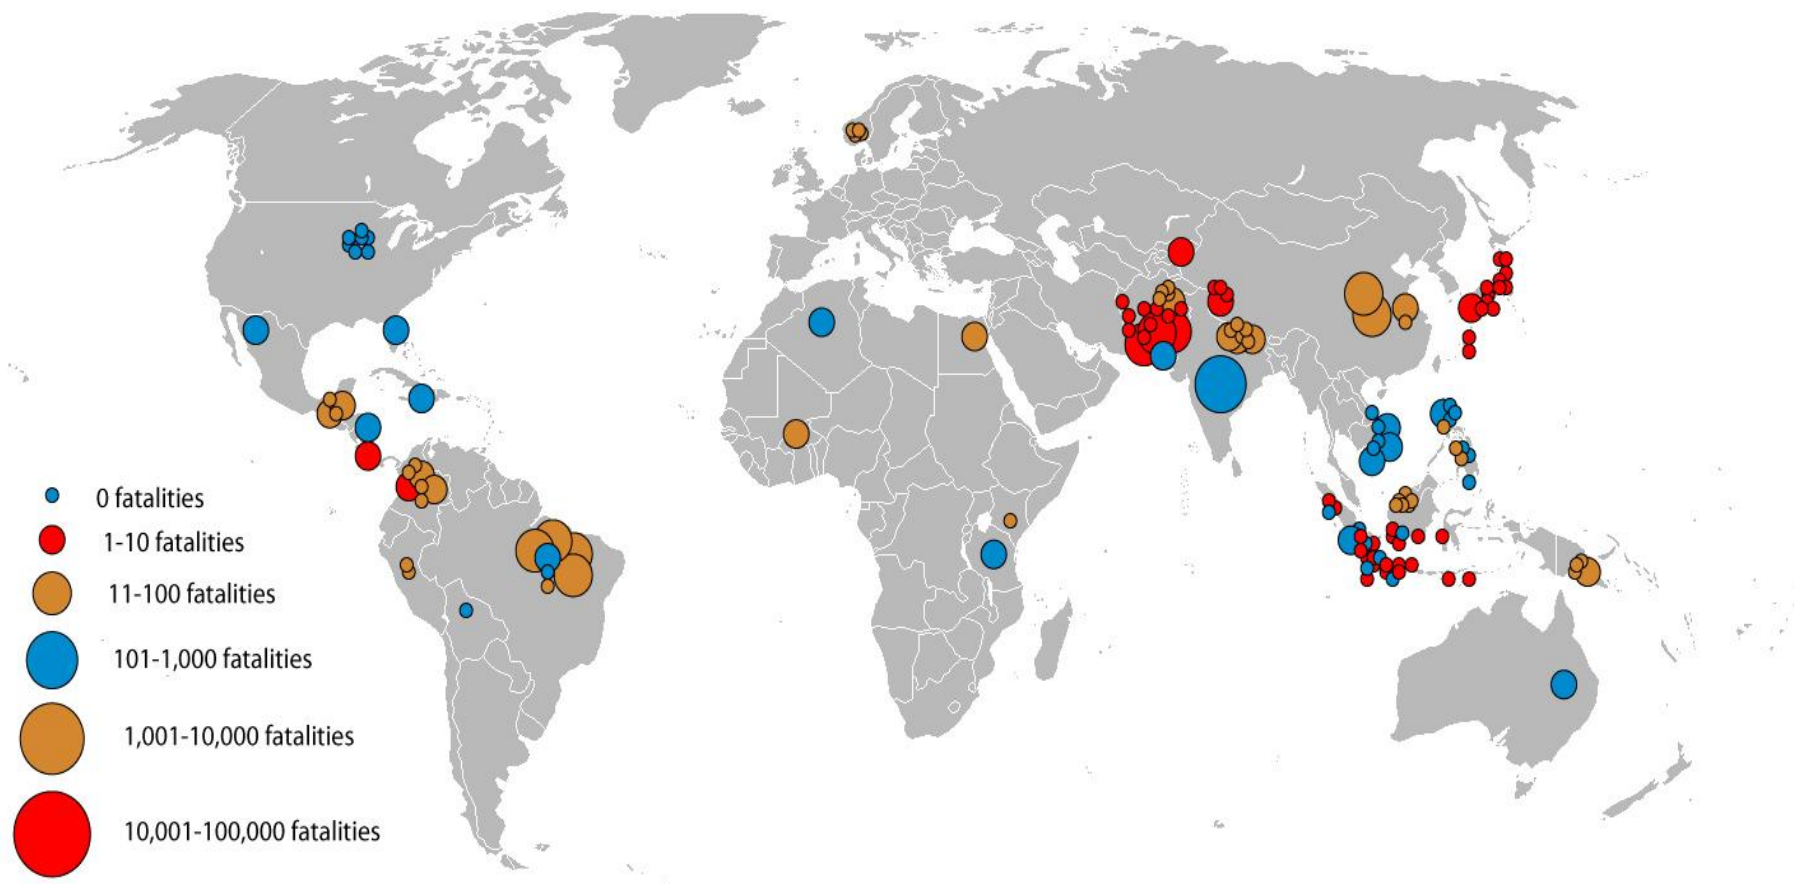 0 fatalities
1-10 fatalities
11-100 fatalities
101-1,000 fatalities
1,001-10,000 fatalities
10,001-100,000 fatalities